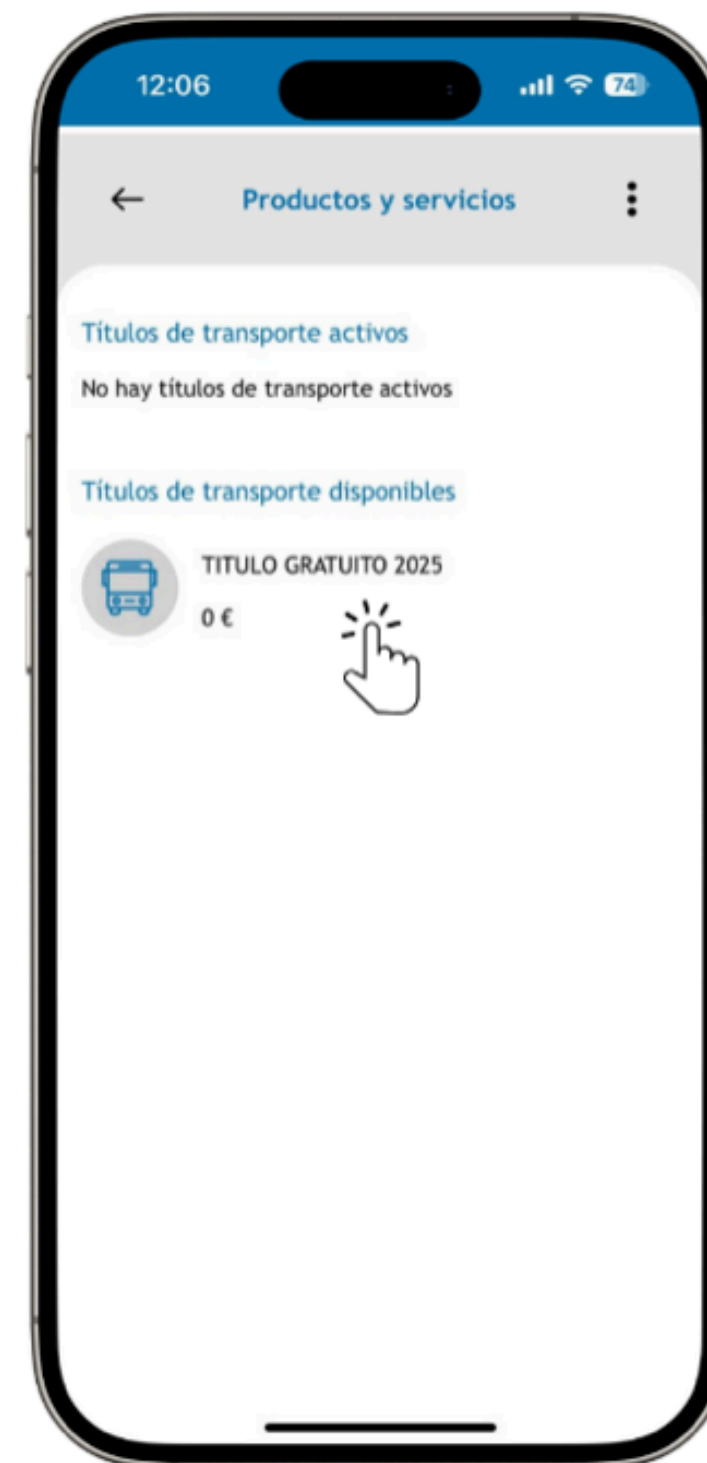 12:06
74
Productos y servicios
Títulos de transporte activos
No hay títulos de transporte activos
Títulos de transporte disponibles
TITULO GRATUITO 2025
0 €